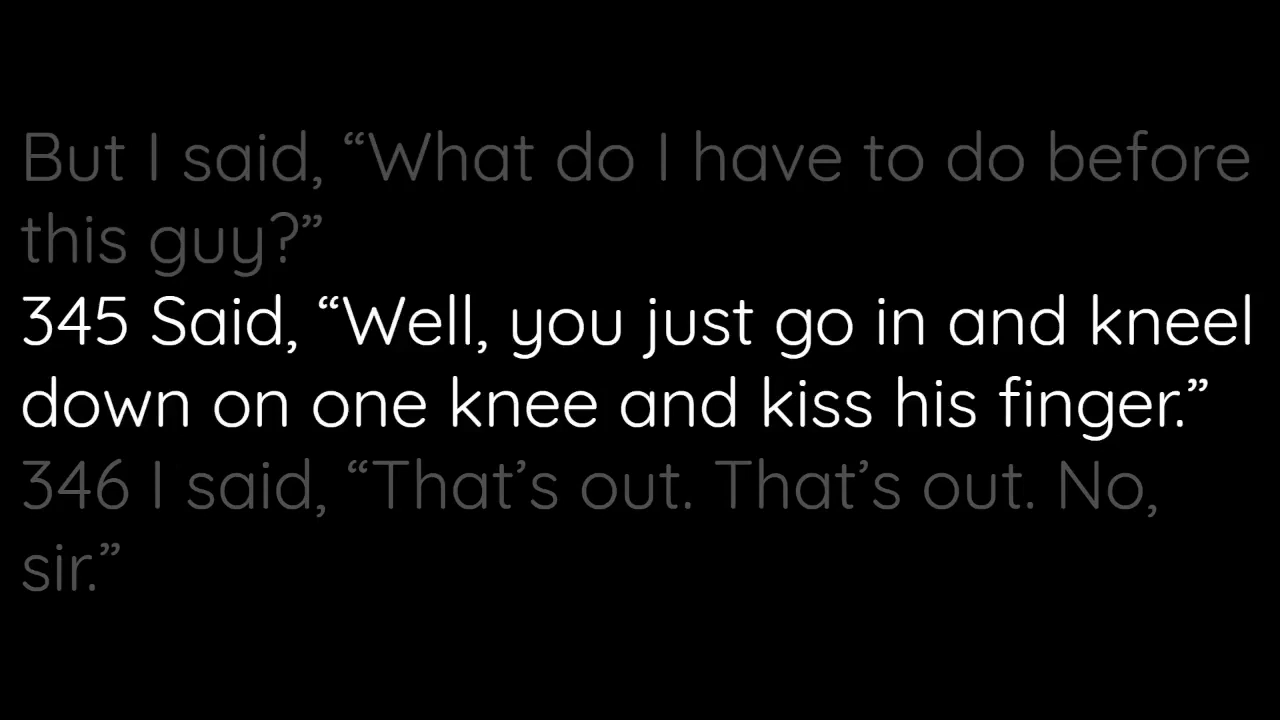 But I said, “What do I have to do before
this guy?”
345 Said, “Well, you just go in and kneel
down on one knee and kiss his finger.”
346 I said, “That’s out. That’s out. No,
sir.”